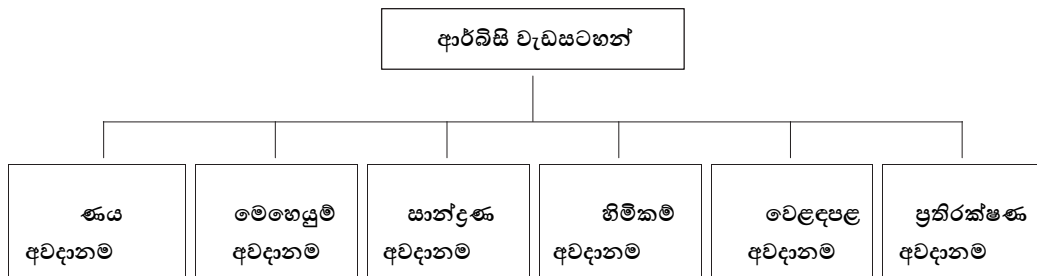 ආර්බිසි වැඩසටහන්
ණය
අවදානම
මෙහෙයුම්
අවදානම
සාන්ද්‍රණ
අවදානම
හිමිකම්
අවදානම
වෙළඳපළ
අවදානම
ප්‍රතිරක්ෂණ
අවදානම